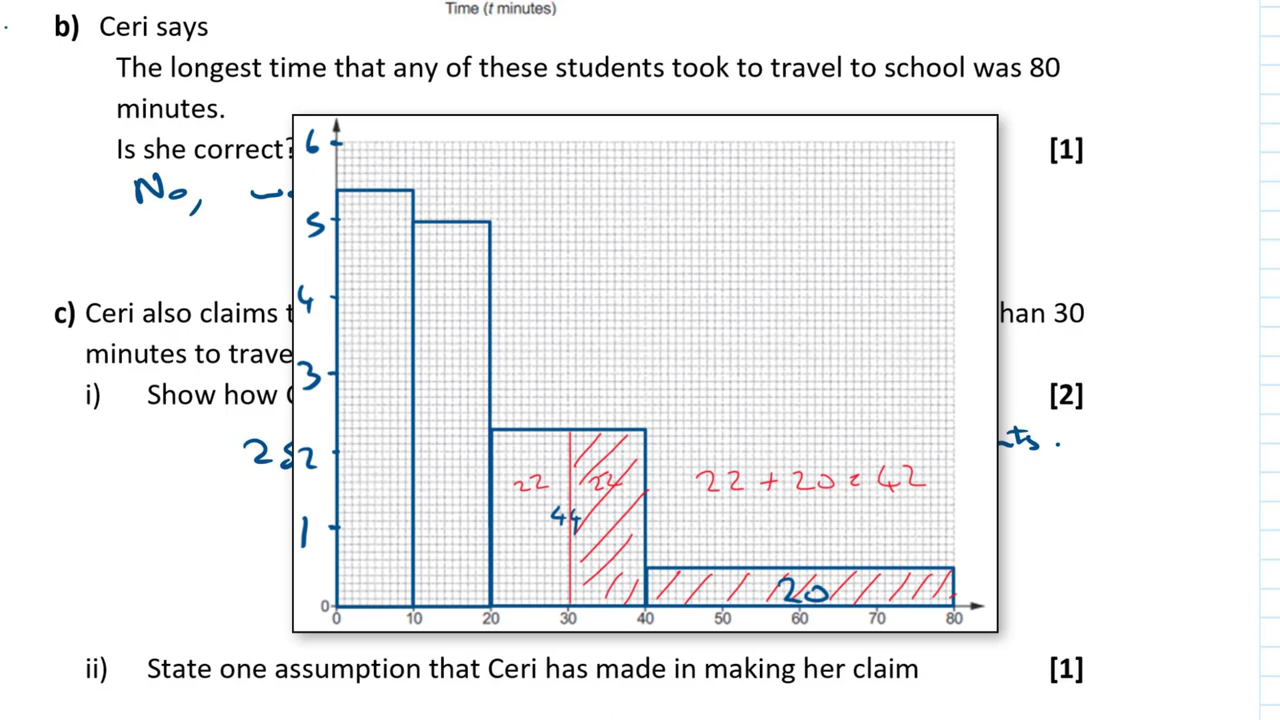 Time (t minutes)
b) Ceri says
The longest time that any of these students took to travel to school was 80
minutes.
Is she correct? [1]
No,
6
5
4
3
2
1
0
c) Ceri also claims han 30
minutes to trave
i) Show how [2]
22
22
44
22 + 20 = 42
20
0 10 20 30 40 50 60 70 80
ii) State one assumption that Ceri has made in making her claim [1]